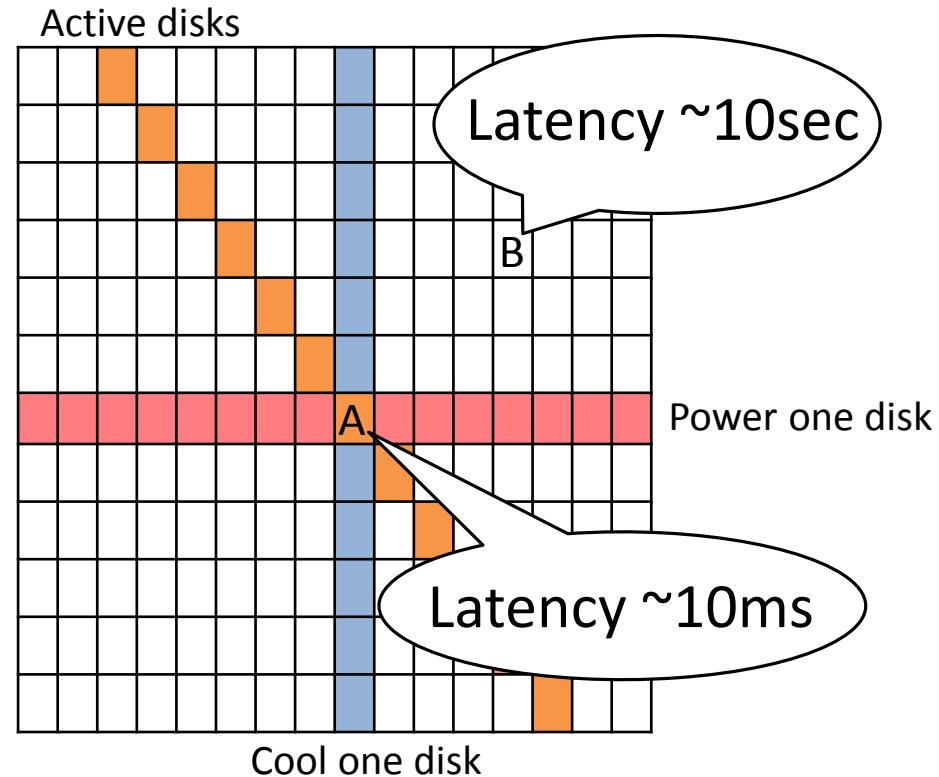 Active disks
Latency ~10sec
B
A
Power one disk
Latency ~10ms
Cool one disk